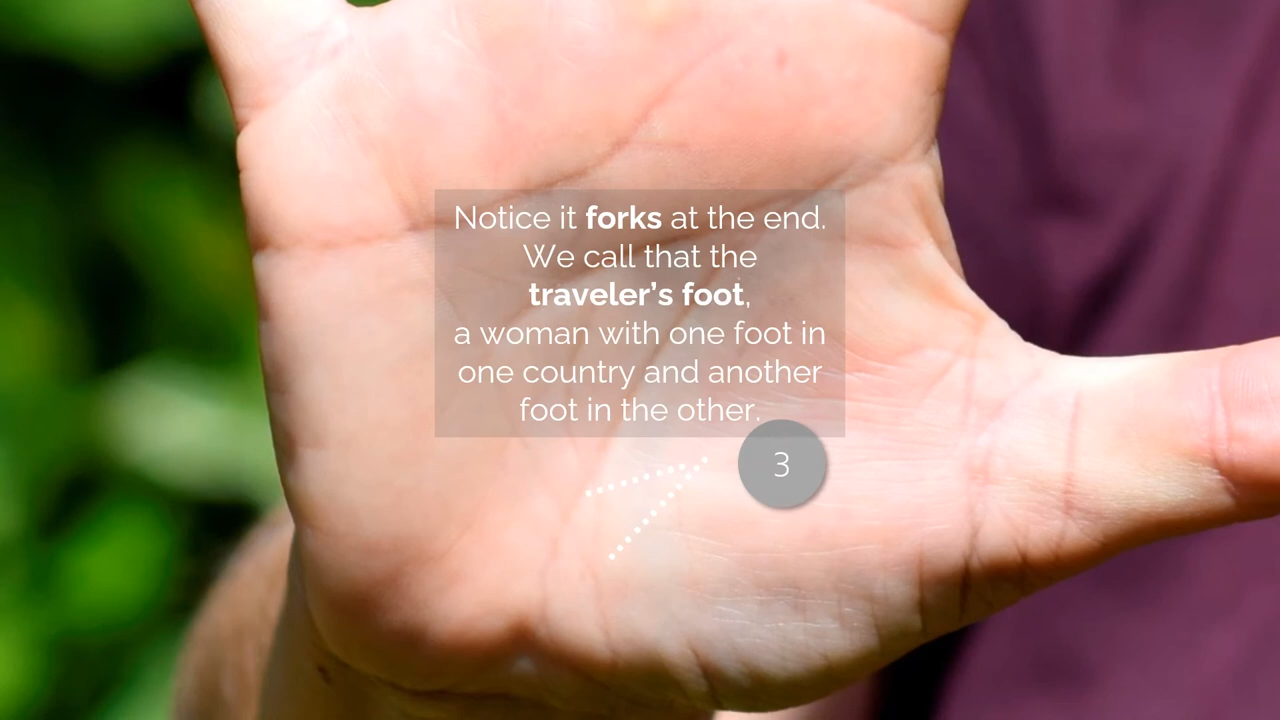 Notice it forks at the end.
We call that the
traveler’s foot,
a woman with one foot in
one country and another
foot in the other.
3